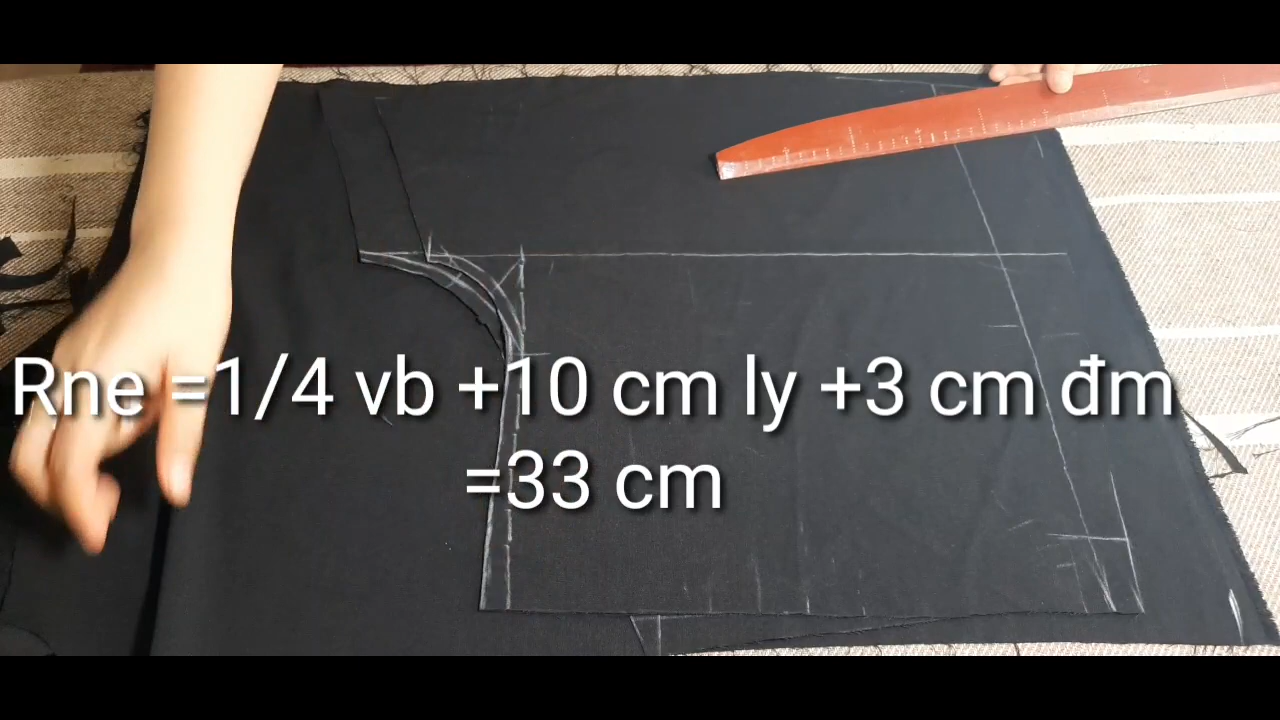 Rne =1/4 vb +10 cm ly +3 cm đm
=33 cm